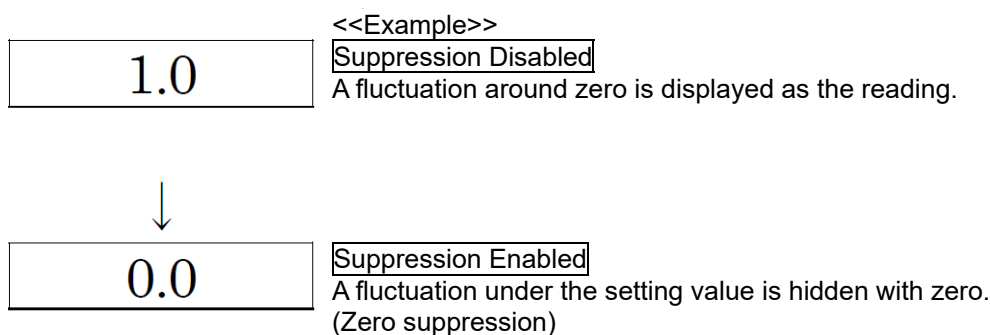 <<Example>>
1.0
Suppression Disabled
A fluctuation around zero is displayed as the reading.
↓
0.0
Suppression Enabled
A fluctuation under the setting value is hidden with zero.
(Zero suppression)